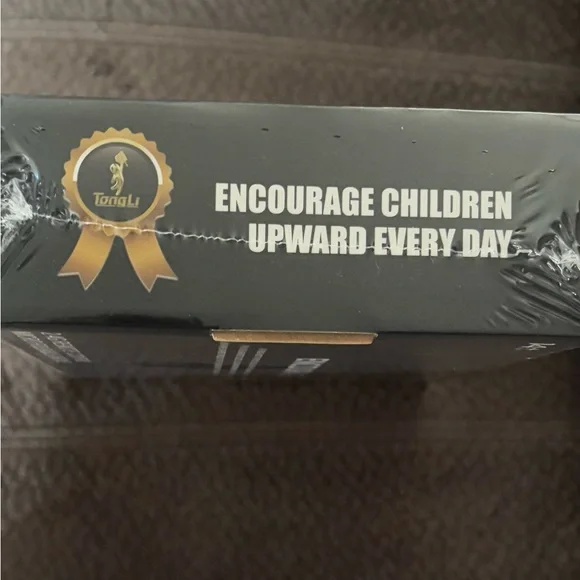 TongLi
ENCOURAGE CHILDREN
UPWARD EVERY DAY